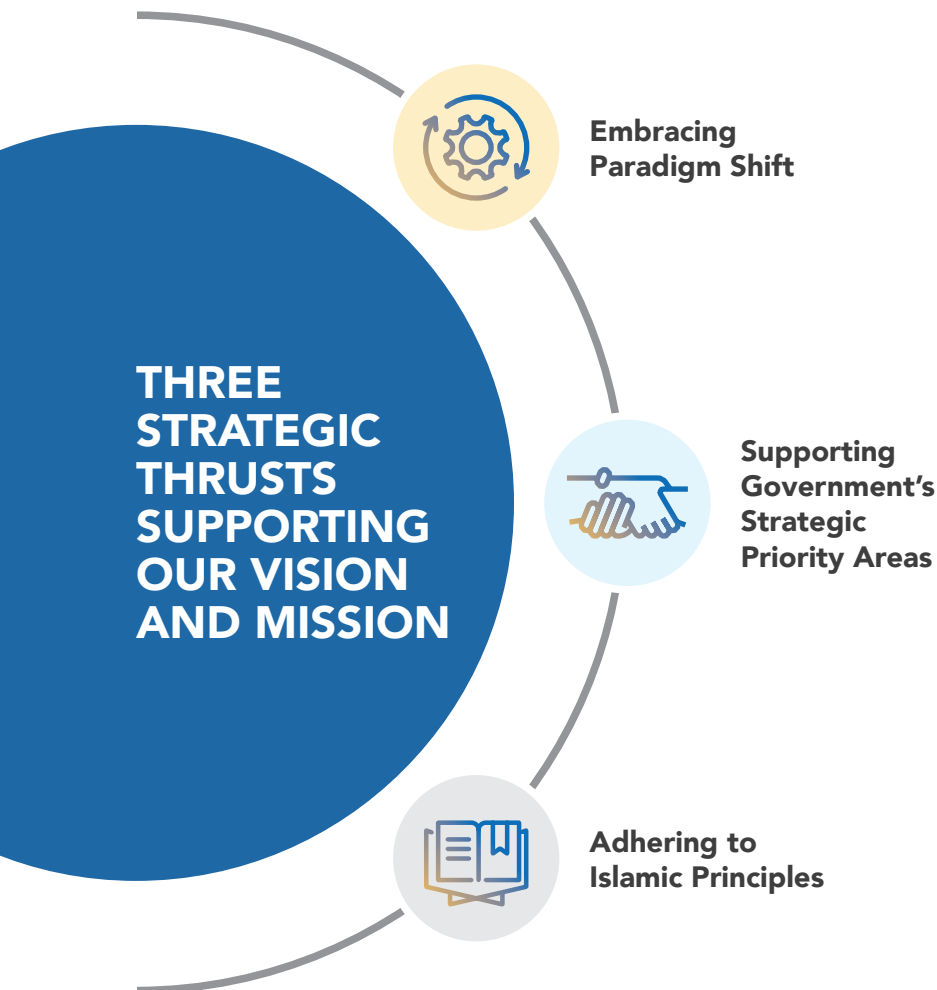 THREE
STRATEGIC
THRUSTS
SUPPORTING
OUR VISION
AND MISSION
Embracing
Paradigm Shift
Supporting
Government’s
Strategic
Priority Areas
Adhering to
Islamic Principles